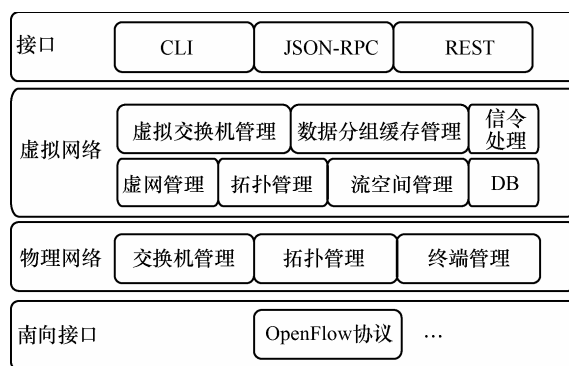 接口 CLI JSON-RPC REST
虚拟网络
虚拟交换机管理 数据分组缓存管理 信令
处理
虚网管理 拓扑管理 流空间管理 DB
物理网络 交换机管理 拓扑管理 终端管理
南向接口 OpenFlow协议 …